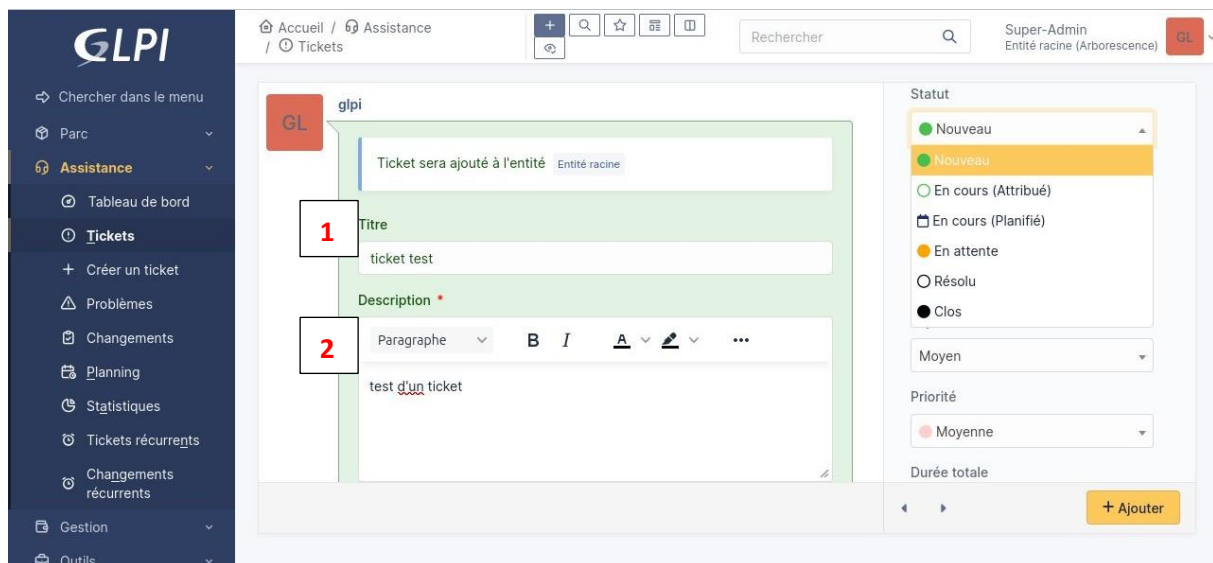 GLPI
Chercher dans le menu
Parc
Assistance
Tableau de bord
Tickets
+ Créer un ticket
Problèmes
Changements
Planning
Statistiques
Tickets récurrents
Changements
récurrents
Gestion
Outils
Accueil / Assistance
/ Tickets
Rechercher
Super-Admin
Entité racine (Arborescence)
GL
GL
glpi
Ticket sera ajouté à l'entité Entité racine
1
Titre
ticket test
Description *
2
Paragraphe B I A •••
test d'un ticket
Statut
Nouveau
Nouveau
En cours (Attribué)
En cours (Planifié)
En attente
Résolu
Clos
Moyen
Priorité
Moyenne
Durée totale
+ Ajouter